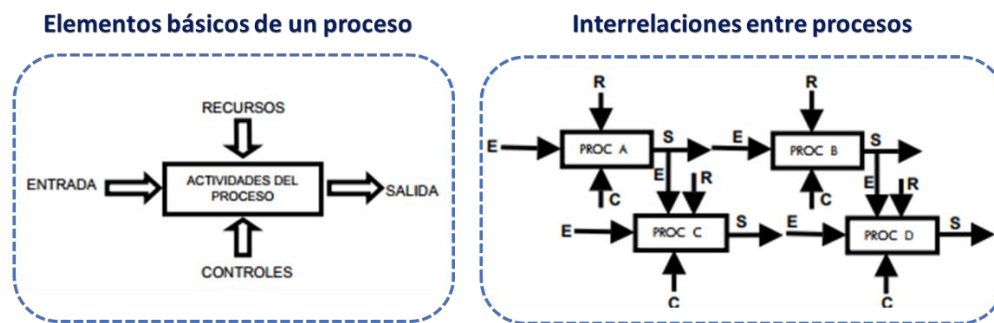 Elementos básicos de un proceso
RECURSOS
ENTRADA
ACTIVIDADES DEL
PROCESO
SALIDA
CONTROLES
Interrelaciones entre procesos
R R
E PROC A S E PROC B S
E R E R
C C
E PROC C S E PROC D S
C C